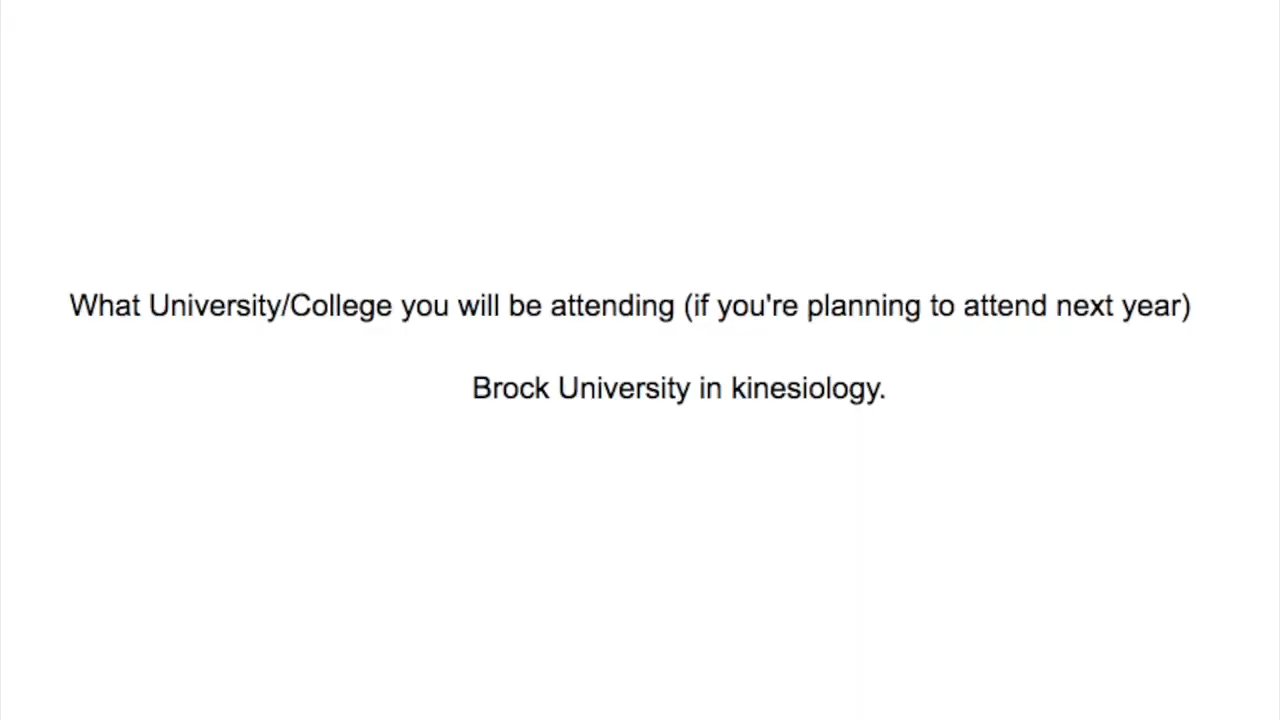 What University/College you will be attending (if you're planning to attend next year)
Brock University in kinesiology.